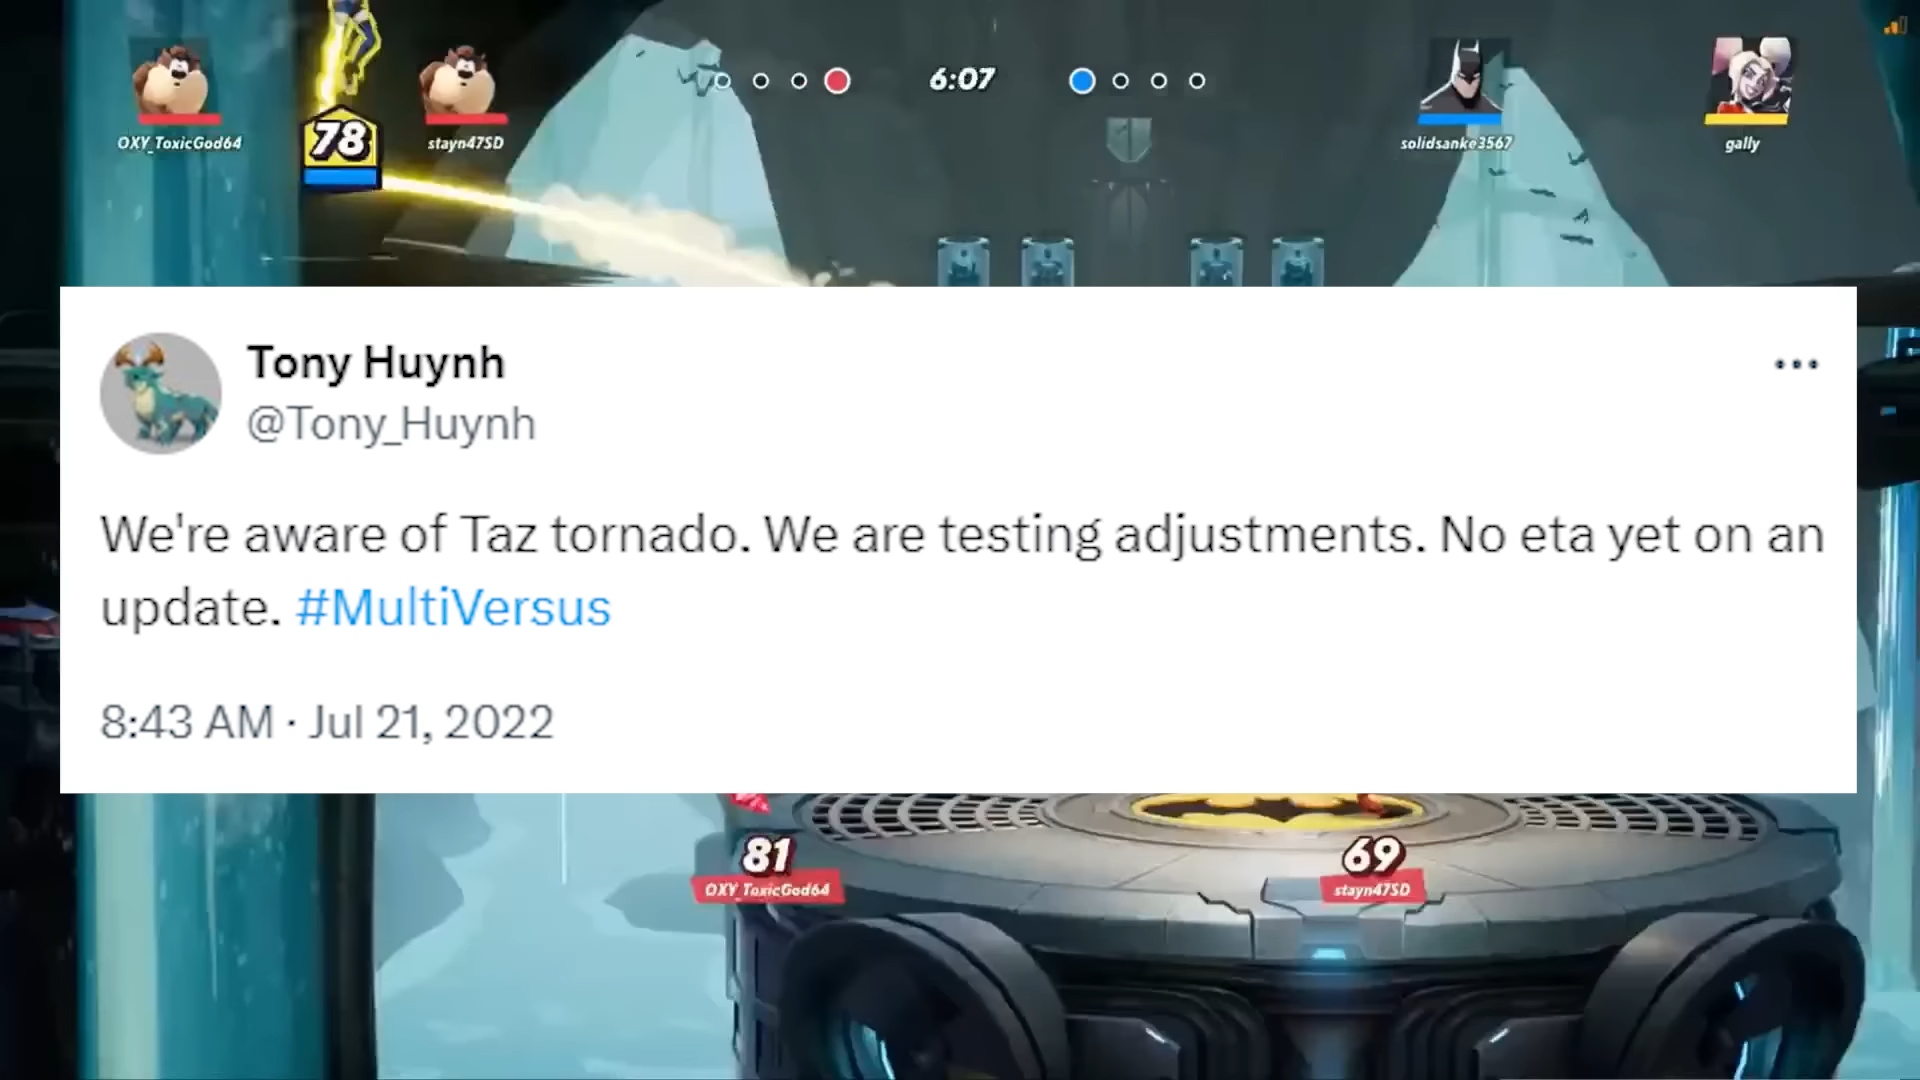 6:07
78
OXY_ToxicGod64
stayn47SD
solidsanke3567
gally
Tony Huynh
@Tony_Huynh
We're aware of Taz tornado. We are testing adjustments. No eta yet on an
update. #MultiVersus
8:43 AM · Jul 21, 2022
81
69
OXY_ToxicGod64
stayn47SD